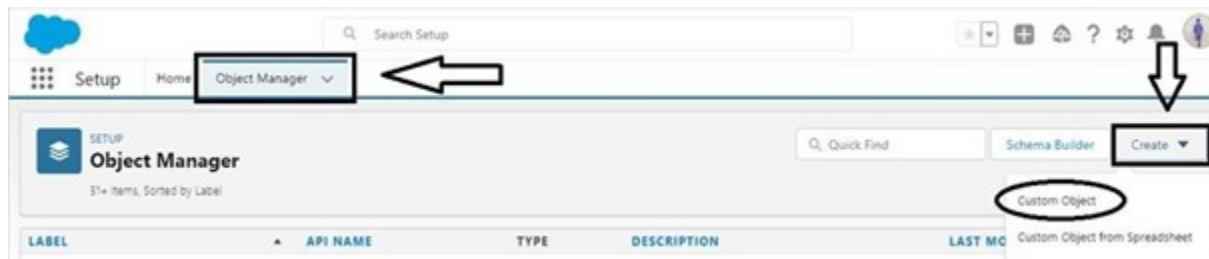 Search Setup
Setup Home Object Manager
SETUP
Object Manager
31+ Items, Sorted by Label
Quick Find
Schema Builder
Create
Custom Object
Custom Object from Spreadsheet
LABEL API NAME TYPE DESCRIPTION LAST MO